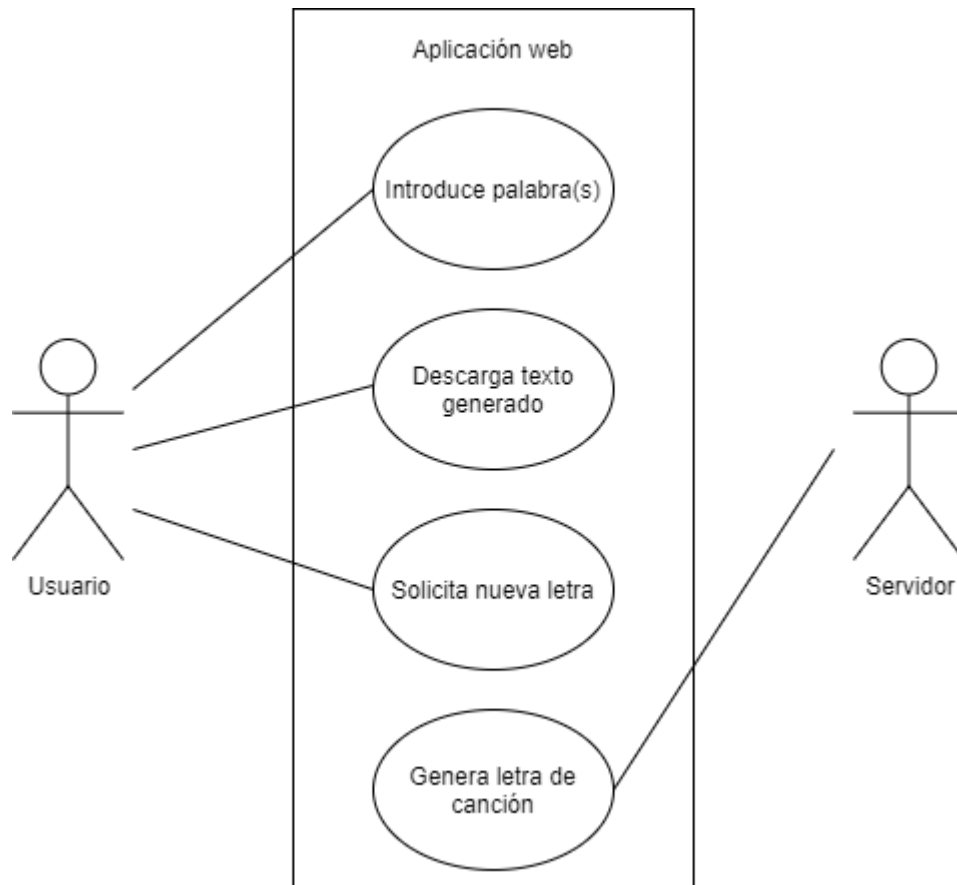 Aplicación web
Introduce palabra(s)
Descarga texto
generado
Solicita nueva letra
Genera letra de
canción
Usuario
Servidor